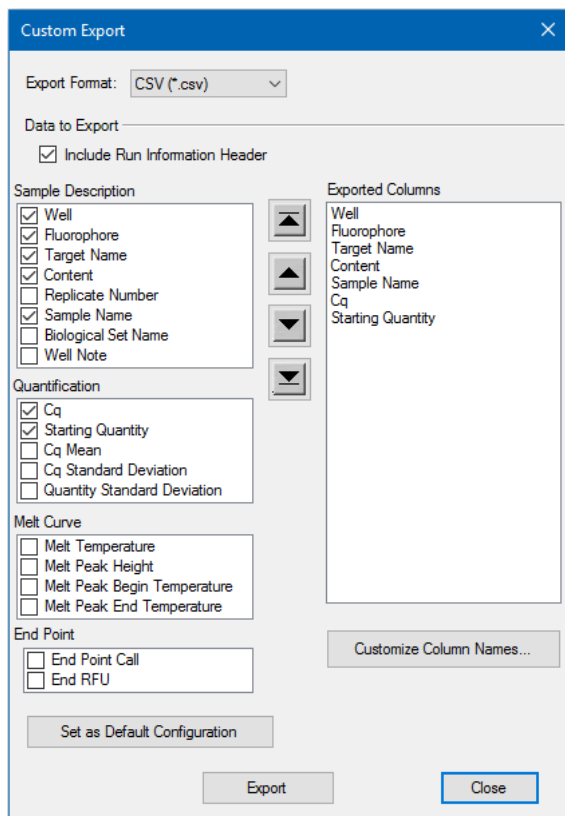 Custom Export
Export Format: CSV (*.csv)
Data to Export
Include Run Information Header
Sample Description
Well
Fluorophore
Target Name
Content
Replicate Number
Sample Name
Biological Set Name
Well Note
Quantification
Cq
Starting Quantity
Cq Mean
Cq Standard Deviation
Quantity Standard Deviation
Melt Curve
Melt Temperature
Melt Peak Height
Melt Peak Begin Temperature
Melt Peak End Temperature
End Point
End Point Call
End RFU
Exported Columns
Well
Fluorophore
Target Name
Content
Sample Name
Cq
Starting Quantity
Customize Column Names...
Set as Default Configuration
Export
Close